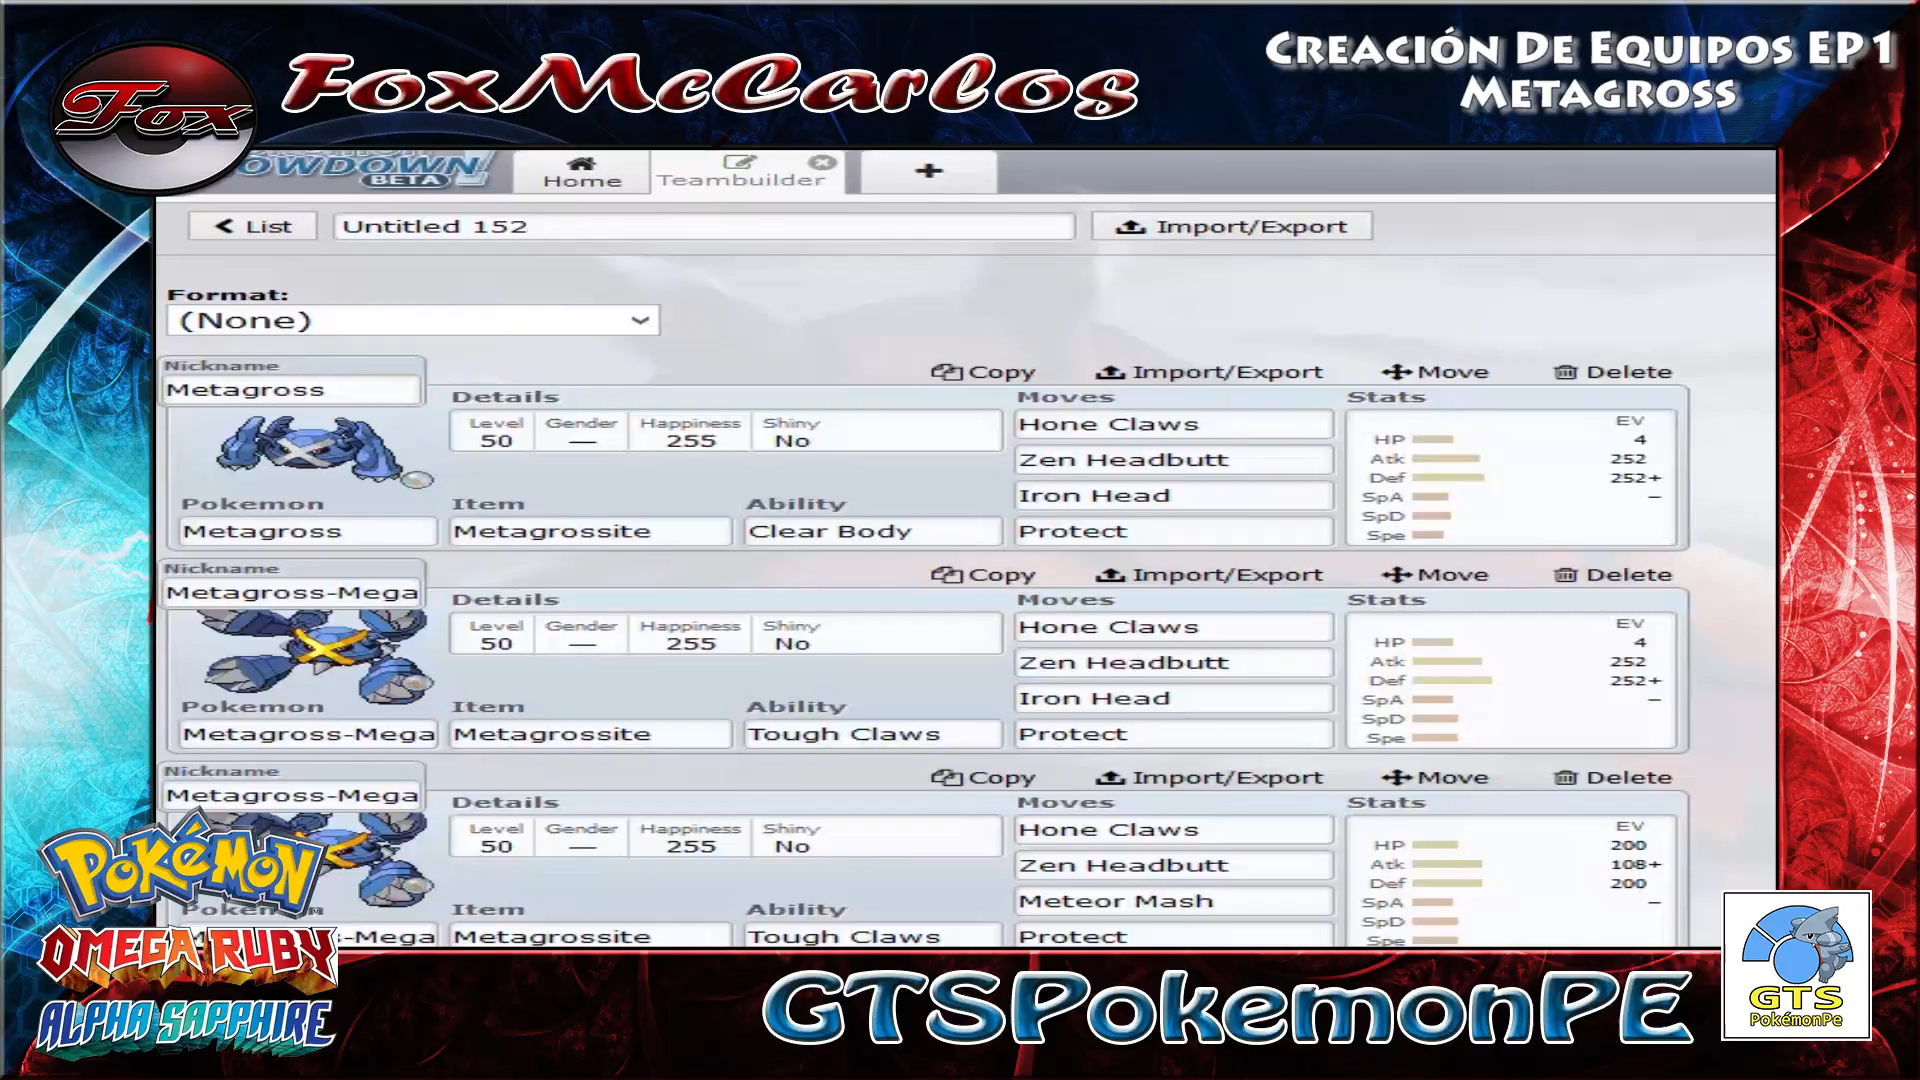 Fox
FoxMcCarlos
Creación De Equipos EP1
Metagross
OWDOWN
BETA
Home
Teambuilder
+
List
Untitled 152
Import/Export
Format:
(None)
Nickname
Metagross
Copy Import/Export Move Delete
Details
Moves
Stats
Level Gender Happiness Shiny
50 — 255 No
Hone Claws
Zen Headbutt
Iron Head
Protect
EV
HP 4
Atk 252
Def 252+
SpA –
SpD
Spe
Pokemon Item Ability
Metagross Metagrossite Clear Body
Nickname
Metagross-Mega
Copy Import/Export Move Delete
Details
Moves
Stats
Level Gender Happiness Shiny
50 — 255 No
Hone Claws
Zen Headbutt
Iron Head
Protect
EV
HP 4
Atk 252
Def 252+
SpA –
SpD
Spe
Pokemon Item Ability
Metagross-Mega Metagrossite Tough Claws
Nickname
Metagross-Mega
Copy Import/Export Move Delete
Details
Moves
Stats
Level Gender Happiness Shiny
50 — 255 No
Hone Claws
Zen Headbutt
Meteor Mash
Protect
EV
HP 200
Atk 108+
Def 200
SpA –
SpD
Spe
Item Ability
-Mega Metagrossite Tough Claws
Pokémon
Omega Ruby
Alpha Sapphire
GTSPokemonPE
GTS
PokémonPe